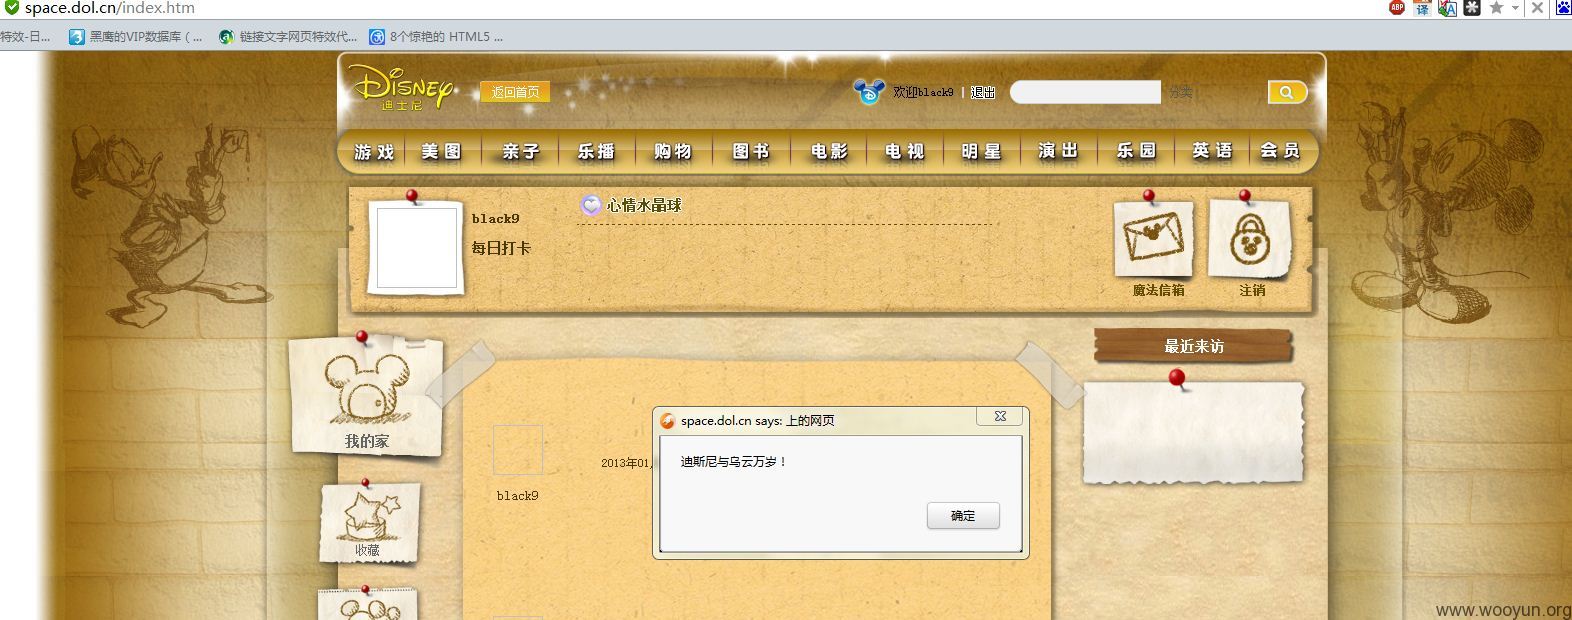 space.dol.cn/index.htm
ABP 译
特效-日... 黑鹰的VIP数据库 ( ... 链接文字网页特效代... 8个惊艳的 HTML5 ...
Disney
迪士尼
返回首页 欢迎black9 | 退出 分类
游戏 美图 亲子 乐播 购物 图书 电影 电视 明星 演出 乐园 英语 会员
black9 心情水晶球
每日打卡
魔法信箱 注销
最近来访
我的家
space.dol.cn says: 上的网页
迪斯尼与乌云万岁！
2013年01,
black9
确定
收藏
www.wooyun.org